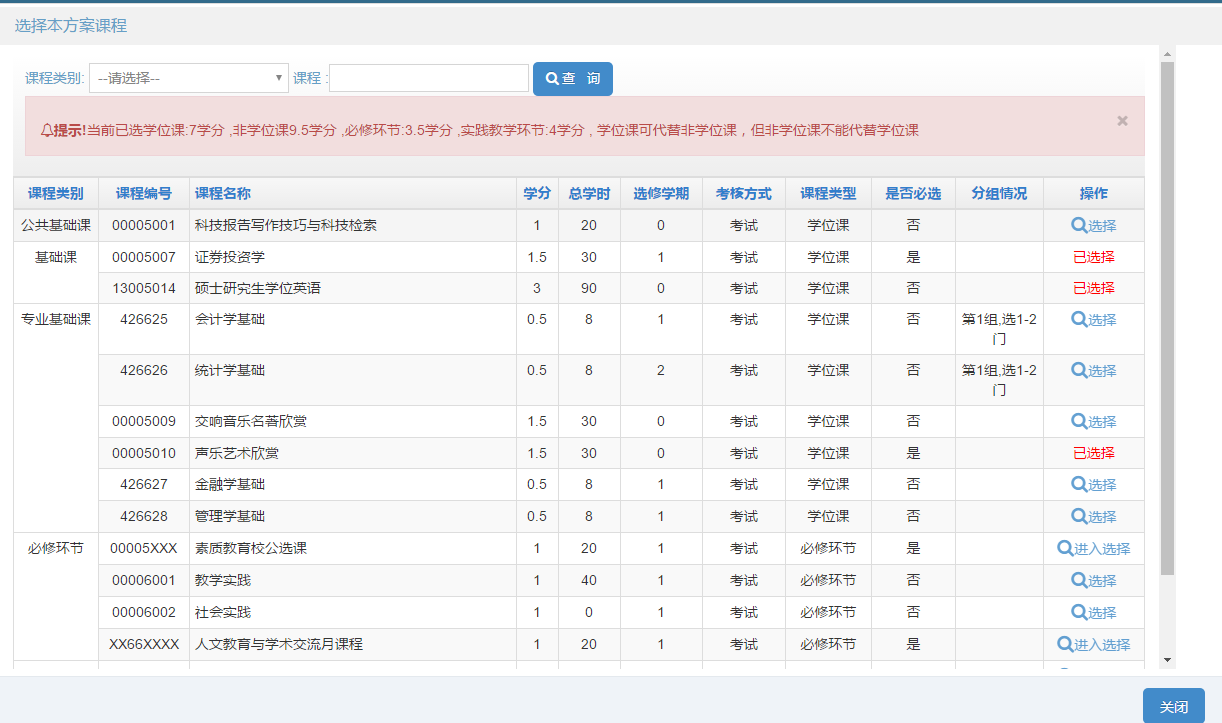 选择本方案课程
课程类别: --请选择-- 课程 : 查 询
提示!当前已选学位课:7学分 ,非学位课9.5学分 ,必修环节:3.5学分 ,实践教学环节:4学分 , 学位课可代替非学位课，但非学位课不能代替学位课 ×
课程类别 课程编号 课程名称 学分 总学时 选修学期 考核方式 课程类型 是否必选 分组情况 操作
公共基础课 00005001 科技报告写作技巧与科技检索 1 20 0 考试 学位课 否 选择
基础课 00005007 证券投资学 1.5 30 1 考试 学位课 是 已选择
13005014 硕士研究生学位英语 3 90 0 考试 学位课 否 已选择
专业基础课 426625 会计学基础 0.5 8 1 考试 学位课 否 第1组,选1-2 选择
门
426626 统计学基础 0.5 8 2 考试 学位课 否 第1组,选1-2 选择
门
00005009 交响音乐名著欣赏 1.5 30 0 考试 学位课 否 选择
00005010 声乐艺术欣赏 1.5 30 0 考试 学位课 是 已选择
426627 金融学基础 0.5 8 1 考试 学位课 否 选择
426628 管理学基础 0.5 8 1 考试 学位课 否 选择
必修环节 00005XXX 素质教育校公选课 1 20 1 考试 必修环节 是 进入选择
00006001 教学实践 1 40 1 考试 必修环节 否 选择
00006002 社会实践 1 0 1 考试 必修环节 否 选择
XX66XXXX 人文教育与学术交流月课程 1 20 1 考试 必修环节 是 进入选择
关闭